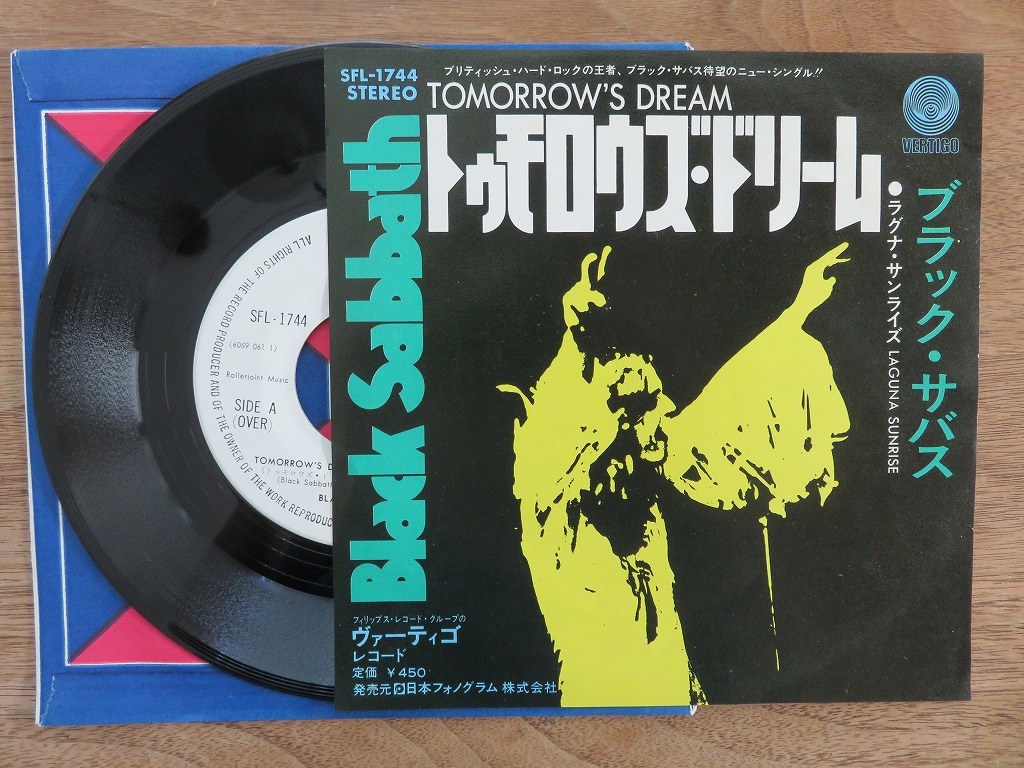 SFL-1744
STEREO
ブリティッシュ・ハード・ロックの王者、ブラック・サバス待望のニュー・シングル!!
TOMORROW'S DREAM
トゥモロウズ・ドリーム
VERTIGO
ブラック・サバス
●ラグナ・サンライズ LAGUNA SUNRISE
Black Sabbath
フィリップス・レコード・グループの
ヴァーティゴ
レコード
定価 ¥450
発売元 日本フォノグラム 株式会社
ALL RIGHTS OF THE RECORD PRODUCER AND OF THE OWNER OF THE WORK REPRODUC
SFL-1744
(6059 061 1)
Rollerjoint Music
SIDE A
(OVER)
TOMORROW'S D
(トゥモロウズ・
(Black Sabbath
BLA